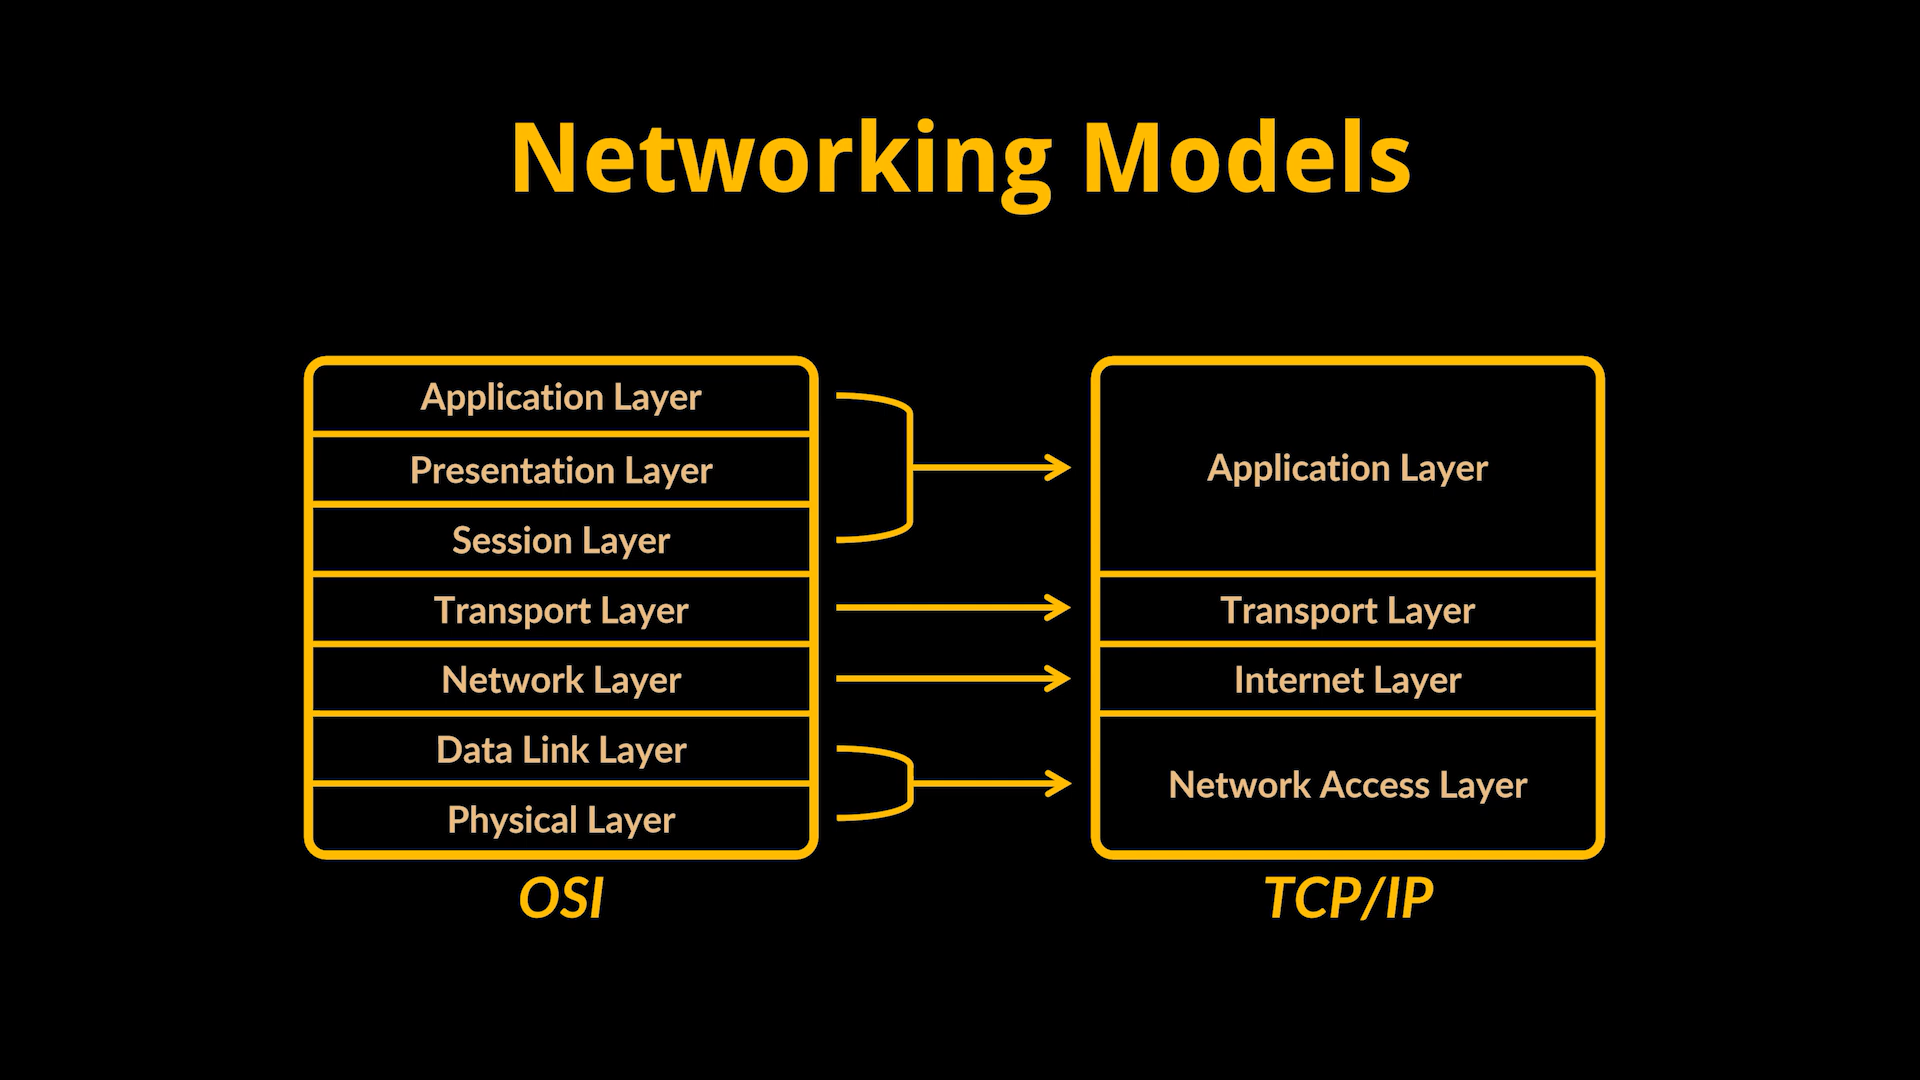 Networking Models
Application Layer
Presentation Layer
Session Layer
Transport Layer
Network Layer
Data Link Layer
Physical Layer
OSI
Application Layer
Transport Layer
Internet Layer
Network Access Layer
TCP/IP